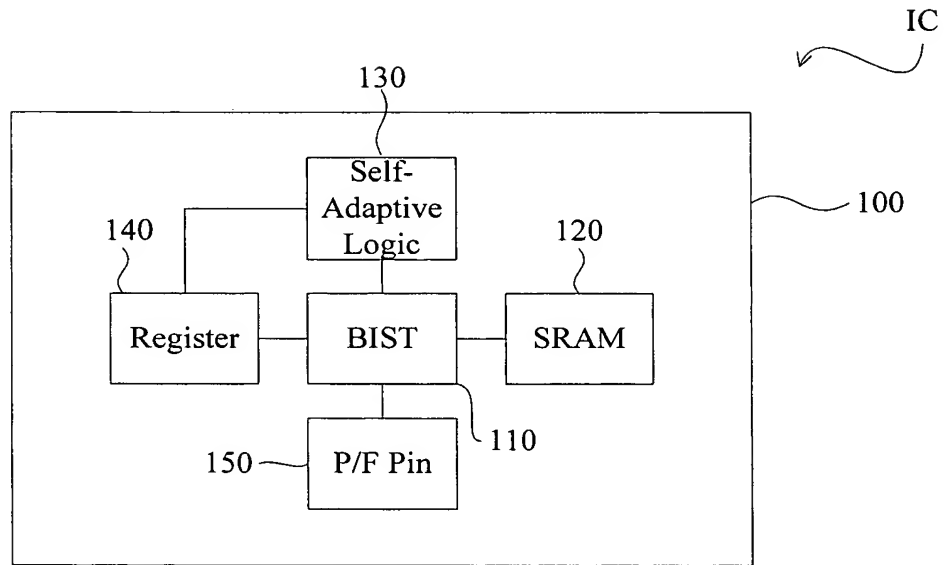 IC
130
Self-
Adaptive
Logic
100
140
120
Register
BIST
SRAM
110
150
P/F Pin